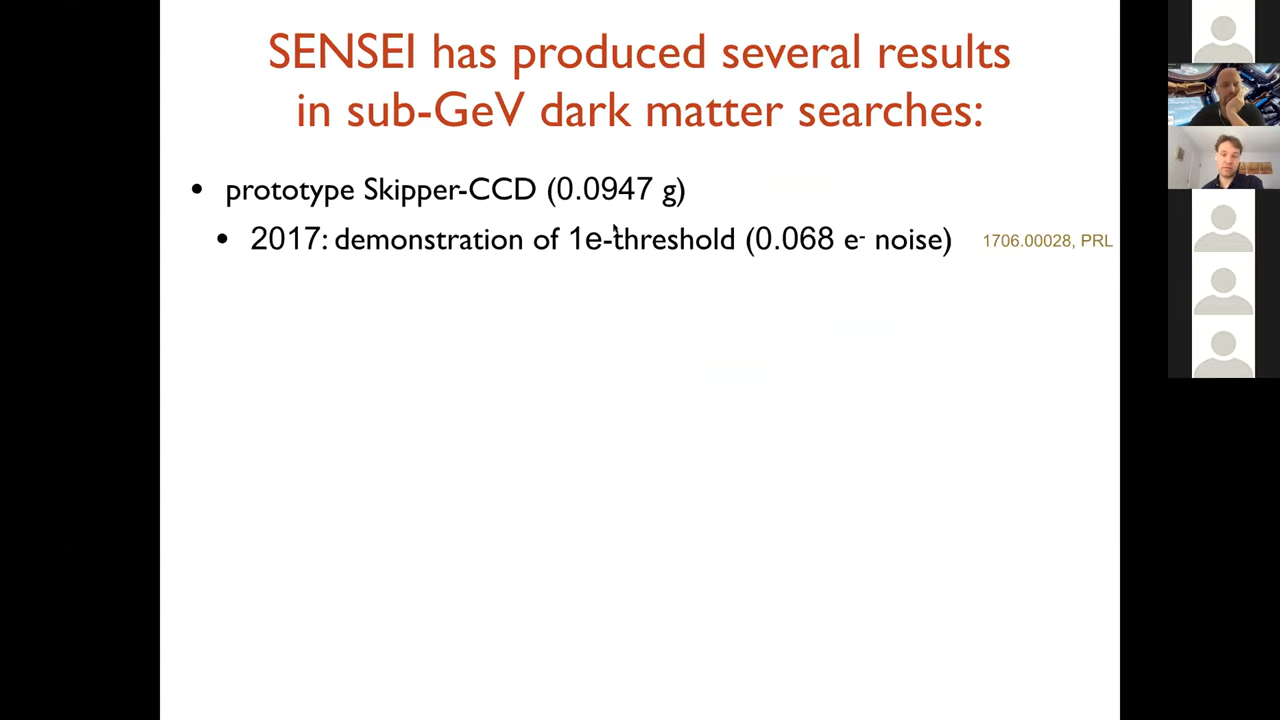 SENSEI has produced several results
in sub-GeV dark matter searches:
• prototype Skipper-CCD (0.0947 g)
• 2017: demonstration of 1e-threshold (0.068 e⁻ noise) 1706.00028, PRL